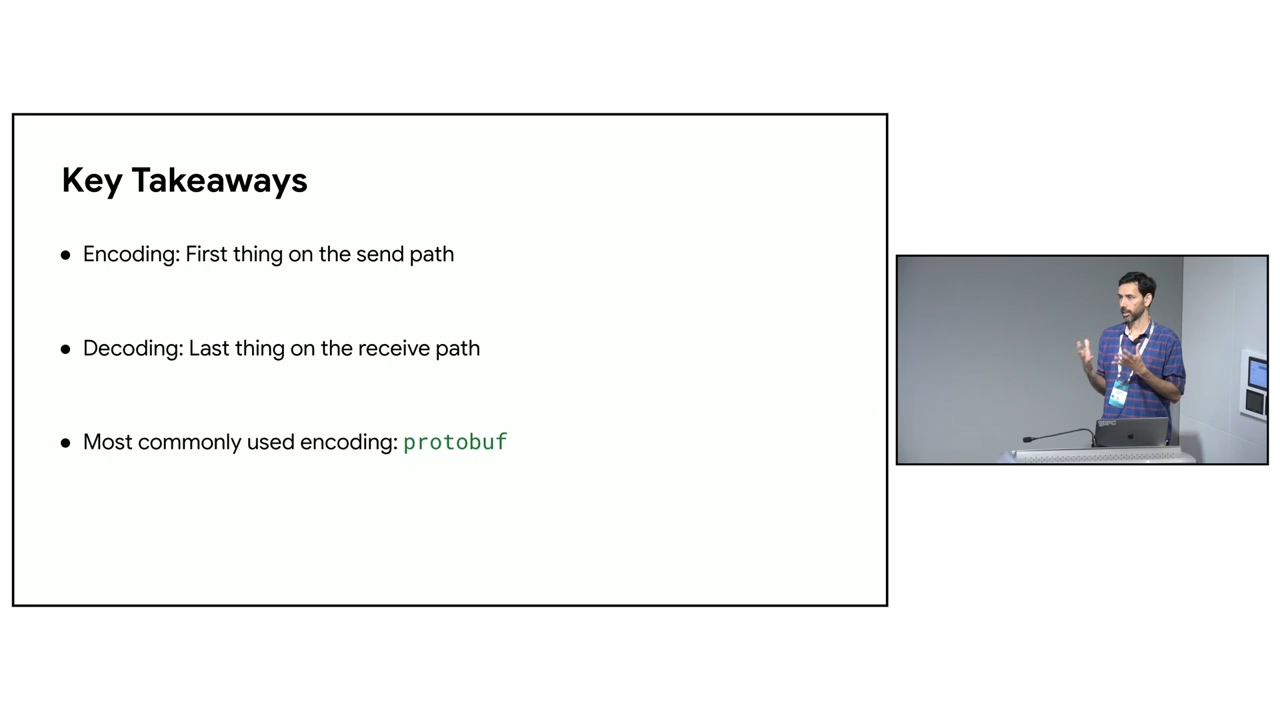 Key Takeaways
● Encoding: First thing on the send path
● Decoding: Last thing on the receive path
● Most commonly used encoding: protobuf